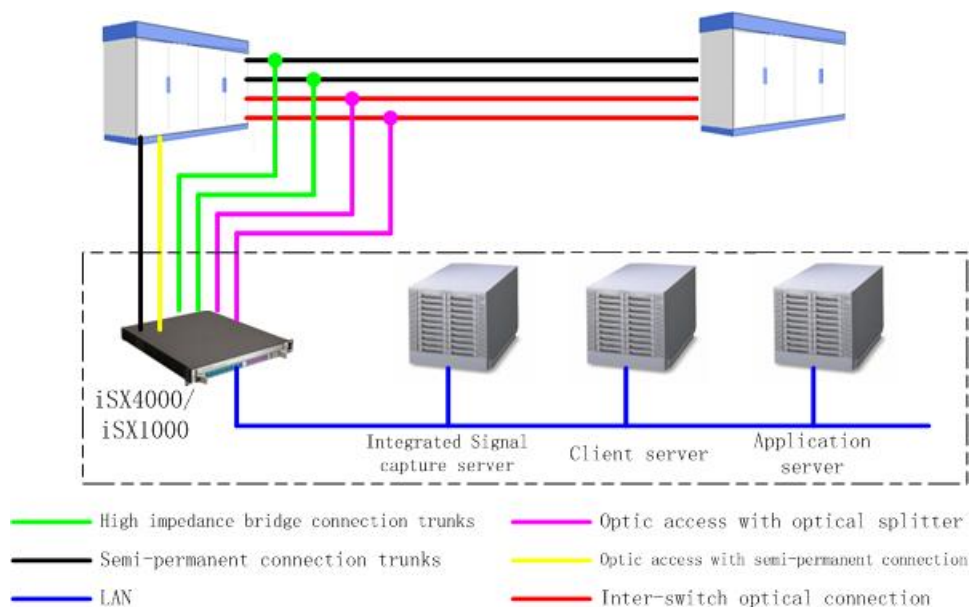 iSX4000/
iSX1000
Integrated Signal
capture server
Client server
Application
server
High impedance bridge connection trunks
Optic access with optical splitter
Semi-permanent connection trunks
Optic access with semi-permanent connection
LAN
Inter-switch optical connection